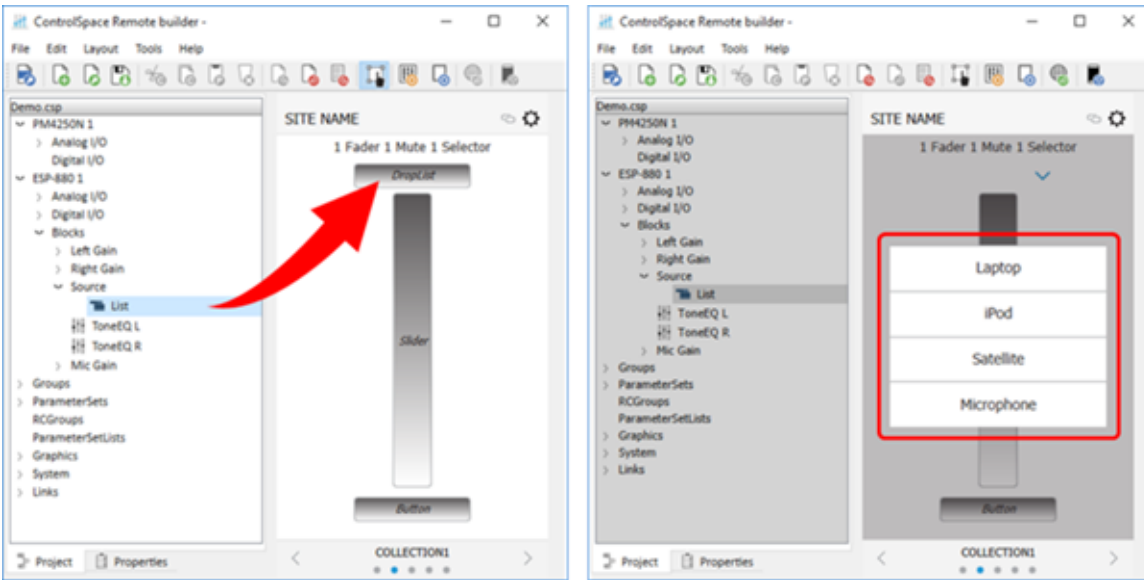 ControlSpace Remote builder -
File Edit Layout Tools Help
Demo.csp
PM4250N 1
Analog I/O
Digital I/O
ESP-880 1
Analog I/O
Digital I/O
Blocks
Left Gain
Right Gain
Source
List
ToneEQ L
ToneEQ R
Mic Gain
Groups
ParameterSets
RCGroups
ParameterSetLists
Graphics
System
Links
Project Properties
SITE NAME
1 Fader 1 Mute 1 Selector
DropList
Slider
Button
COLLECTION1
ControlSpace Remote builder -
File Edit Layout Tools Help
Demo.csp
PM4250N 1
Analog I/O
Digital I/O
ESP-880 1
Analog I/O
Digital I/O
Blocks
Left Gain
Right Gain
Source
List
ToneEQ L
ToneEQ R
Mic Gain
Groups
ParameterSets
RCGroups
ParameterSetLists
Graphics
System
Links
Project Properties
SITE NAME
1 Fader 1 Mute 1 Selector
Laptop
iPod
Satellite
Microphone
Button
COLLECTION1